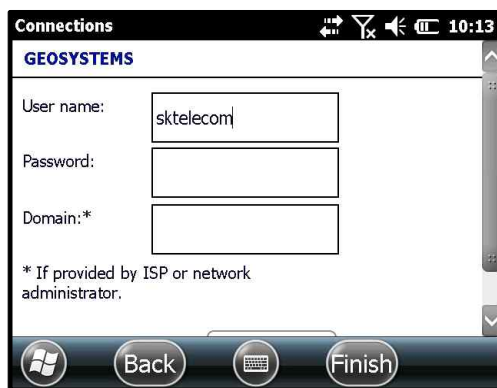 Connections 10:13
GEOSYSTEMS
User name: sktelecom
Password:
Domain:*
* If provided by ISP or network
administrator.
Back Finish